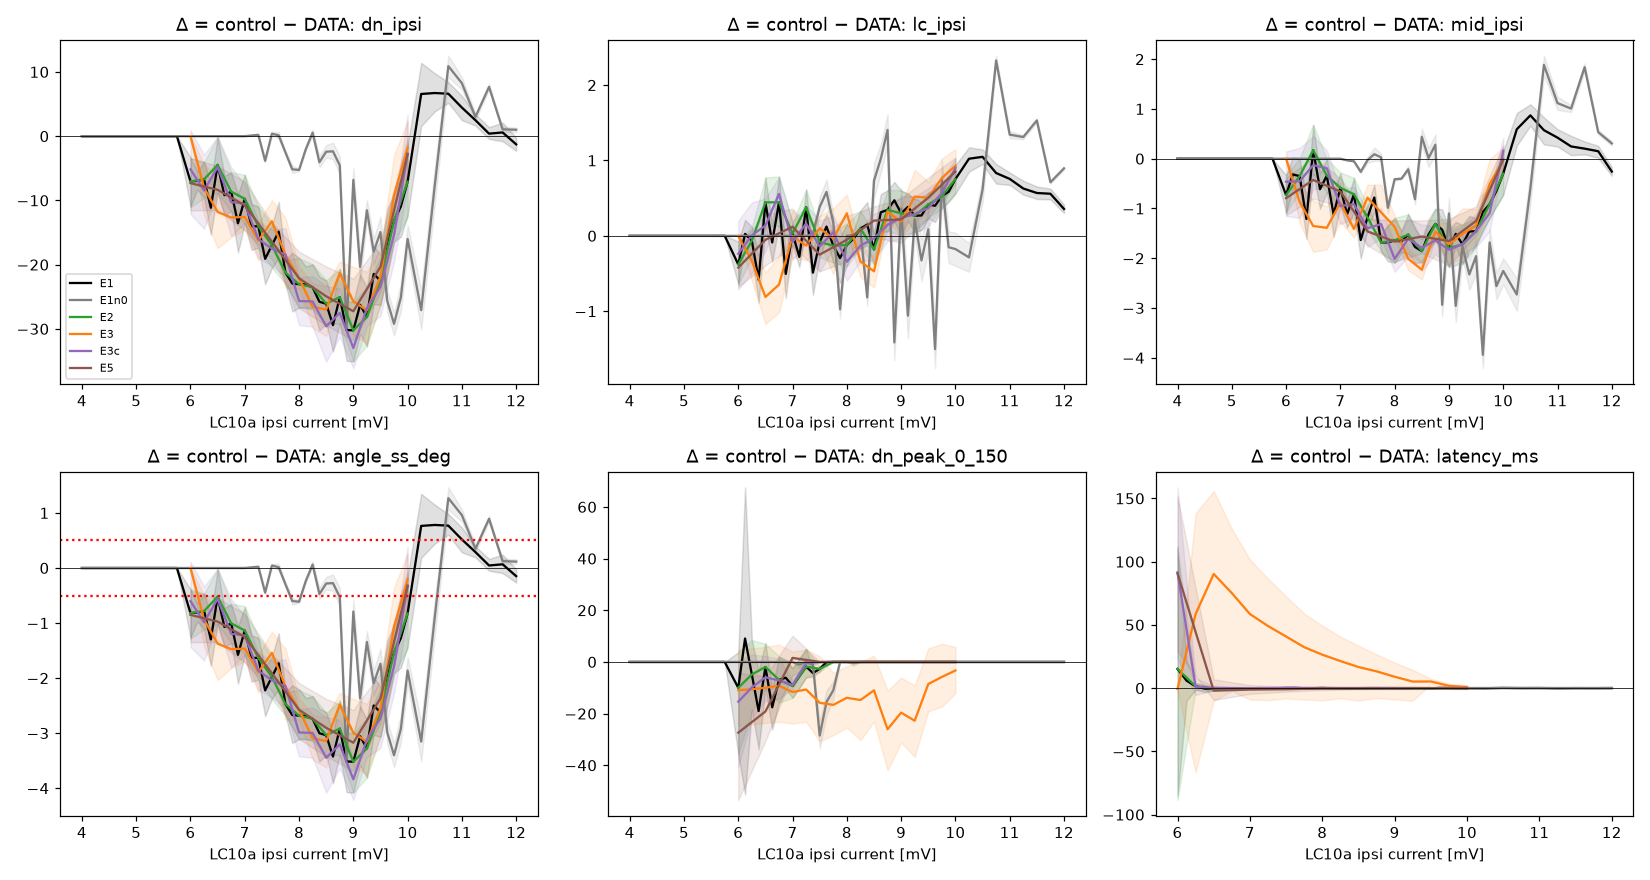 Δ = control − DATA: dn_ipsi
10
0
−10
−20
−30
E1
E1n0
E2
E3
E3c
E5
4 5 6 7 8 9 10 11 12
LC10a ipsi current [mV]
Δ = control − DATA: lc_ipsi
2
1
0
−1
4 5 6 7 8 9 10 11 12
LC10a ipsi current [mV]
Δ = control − DATA: mid_ipsi
2
1
0
−1
−2
−3
−4
4 5 6 7 8 9 10 11 12
LC10a ipsi current [mV]
Δ = control − DATA: angle_ss_deg
1
0
−1
−2
−3
−4
4 5 6 7 8 9 10 11 12
LC10a ipsi current [mV]
Δ = control − DATA: dn_peak_0_150
60
40
20
0
−20
−40
4 5 6 7 8 9 10 11 12
LC10a ipsi current [mV]
Δ = control − DATA: latency_ms
150
100
50
0
−50
−100
6 7 8 9 10 11 12
LC10a ipsi current [mV]